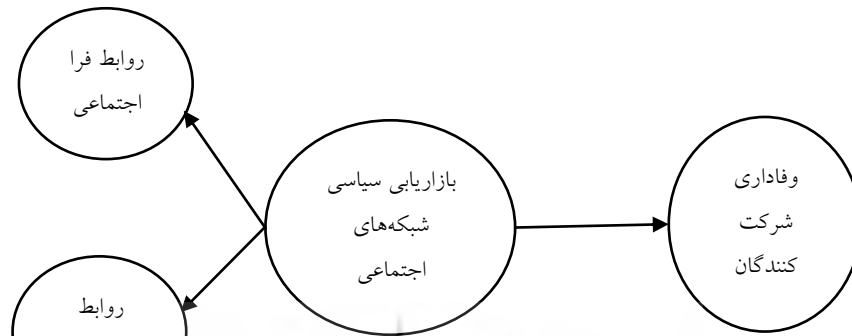 روابط فرا
اجتماعی
بازاریابی سیاسی
شبکه‌های
اجتماعی
وفاداری
شرکت
کنندگان
روابط